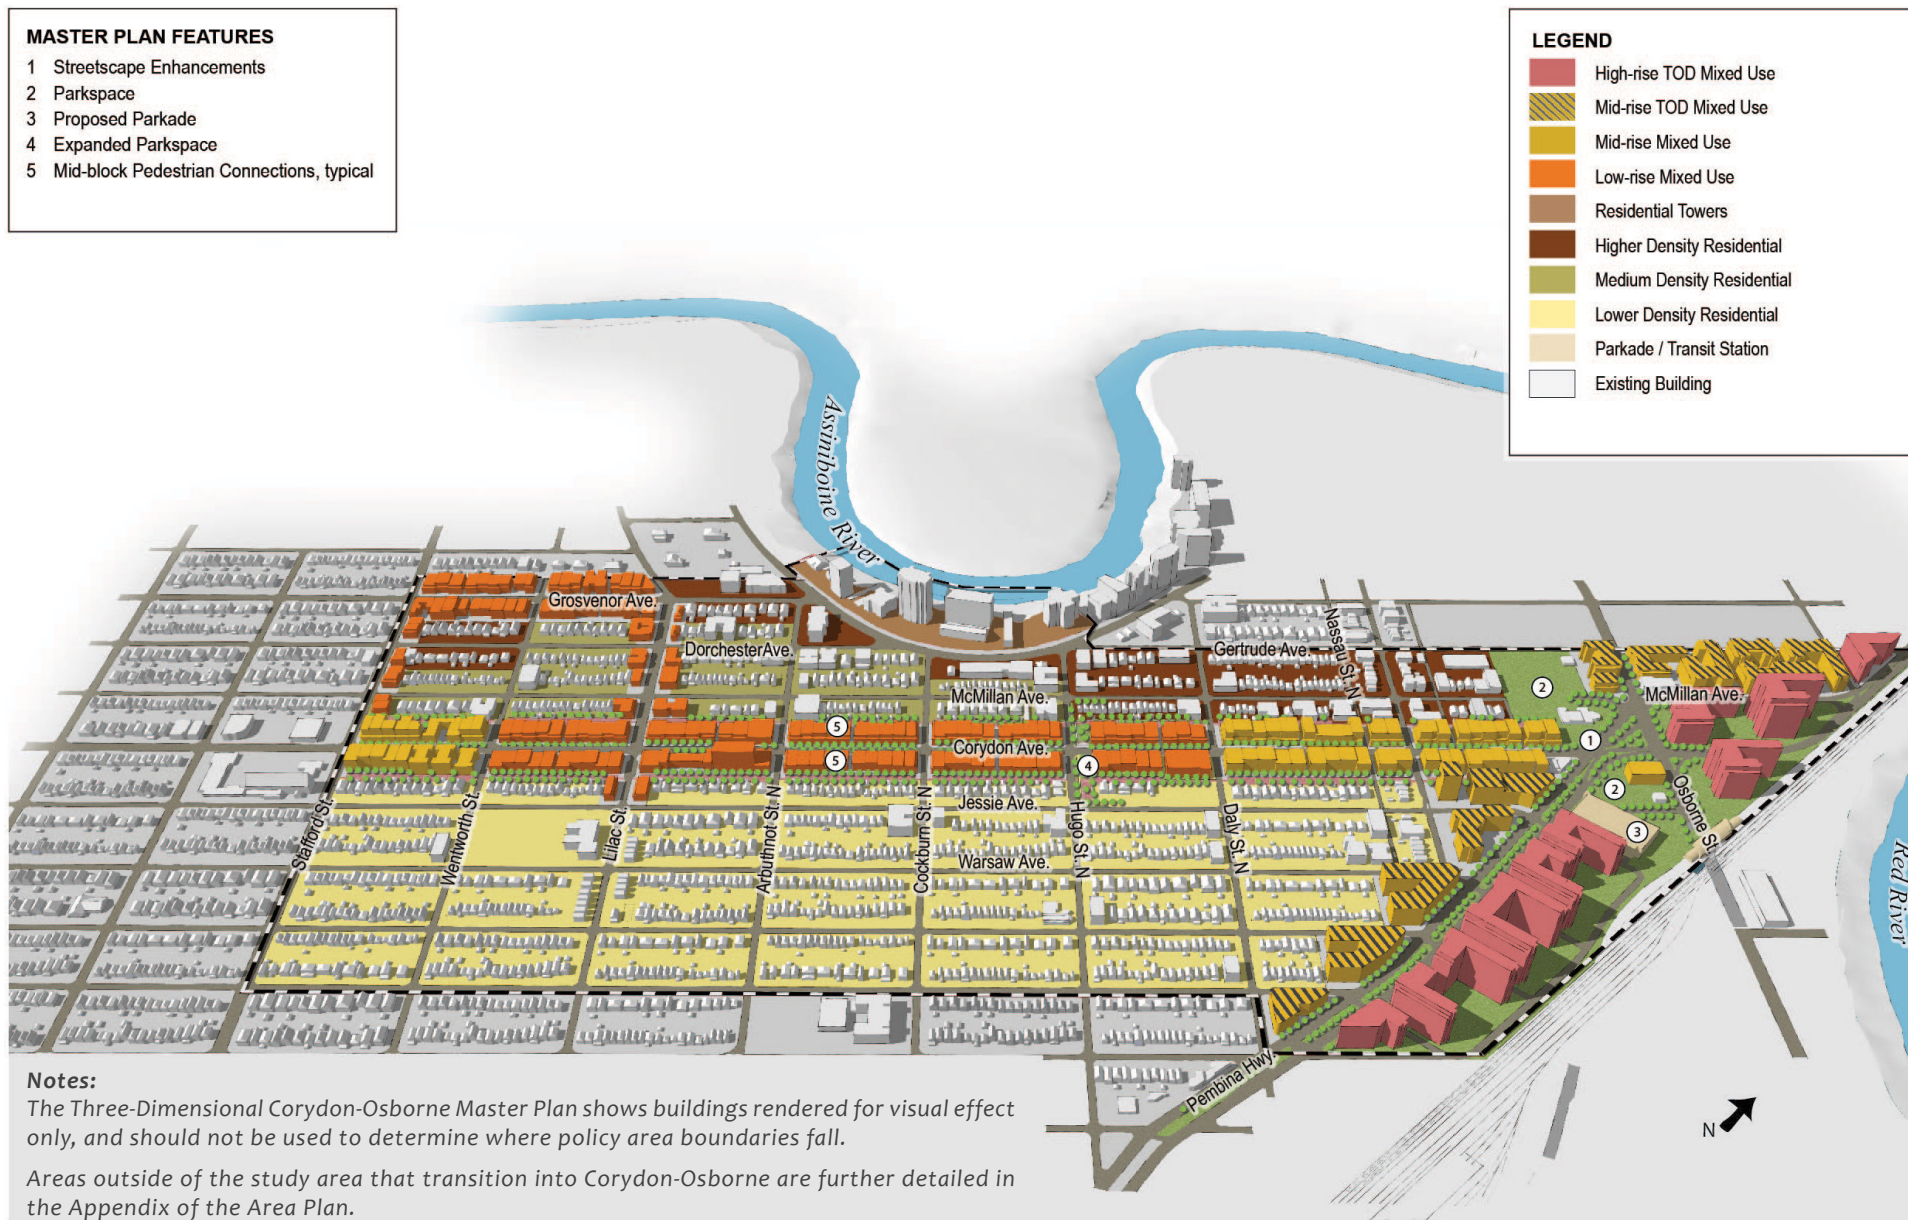 MASTER PLAN FEATURES
1 Streetscape Enhancements
2 Parkspace
3 Proposed Parkade
4 Expanded Parkspace
5 Mid-block Pedestrian Connections, typical
LEGEND
High-rise TOD Mixed Use
Mid-rise TOD Mixed Use
Mid-rise Mixed Use
Low-rise Mixed Use
Residential Towers
Higher Density Residential
Medium Density Residential
Lower Density Residential
Parkade / Transit Station
Existing Building
Assiniboine River
Grosvenor Ave.
Nassau St. N
DorchesterAve.
Gertrude Ave.
McMillan Ave.
McMillan Ave.
2
5
Corydon Ave.
1
5
4
Jessie Ave.
2
Stafford St.
Wentworth St.
Lilac St.
Arbuthnot St. N
Cockburn St. N
Hugo St. N
Daly St. N
Osborne St.
3
Warsaw Ave.
Red River
Pembina Hwy.
N
Notes:
The Three-Dimensional Corydon-Osborne Master Plan shows buildings rendered for visual effect
only, and should not be used to determine where policy area boundaries fall.
Areas outside of the study area that transition into Corydon-Osborne are further detailed in
the Appendix of the Area Plan.